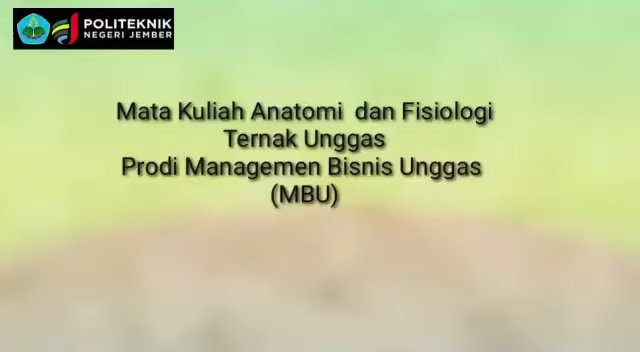 POLITEKNIK
NEGERI JEMBER
Mata Kuliah Anatomi dan Fisiologi
Ternak Unggas
Prodi Managemen Bisnis Unggas
(MBU)